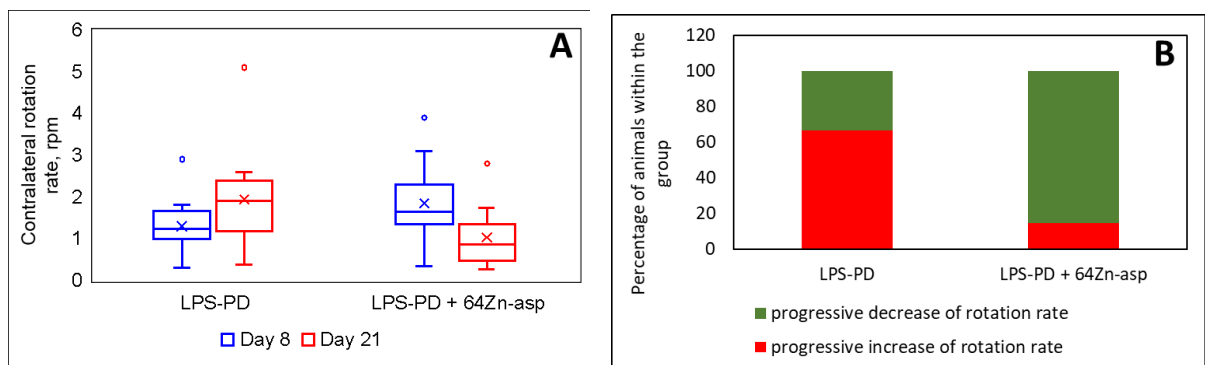 A
Contralateral rotation
rate, rpm
6
5
4
3
2
1
0
LPS-PD
LPS-PD + 64Zn-asp
Day 8
Day 21
B
Percentage of animals within the
group
120
100
80
60
40
20
0
LPS-PD
LPS-PD + 64Zn-asp
progressive decrease of rotation rate
progressive increase of rotation rate